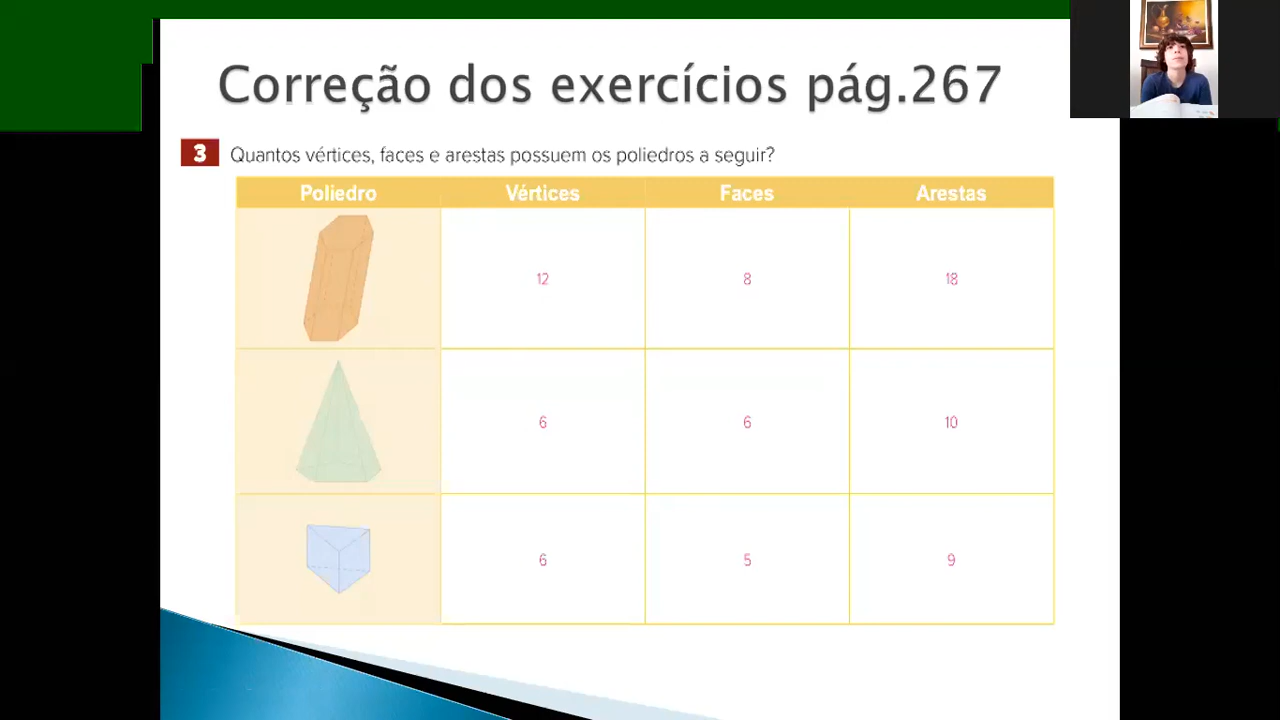 Correção dos exercícios pág.267
3 Quantos vértices, faces e arestas possuem os poliedros a seguir?
Poliedro Vértices Faces Arestas
12 8 18
6 6 10
6 5 9